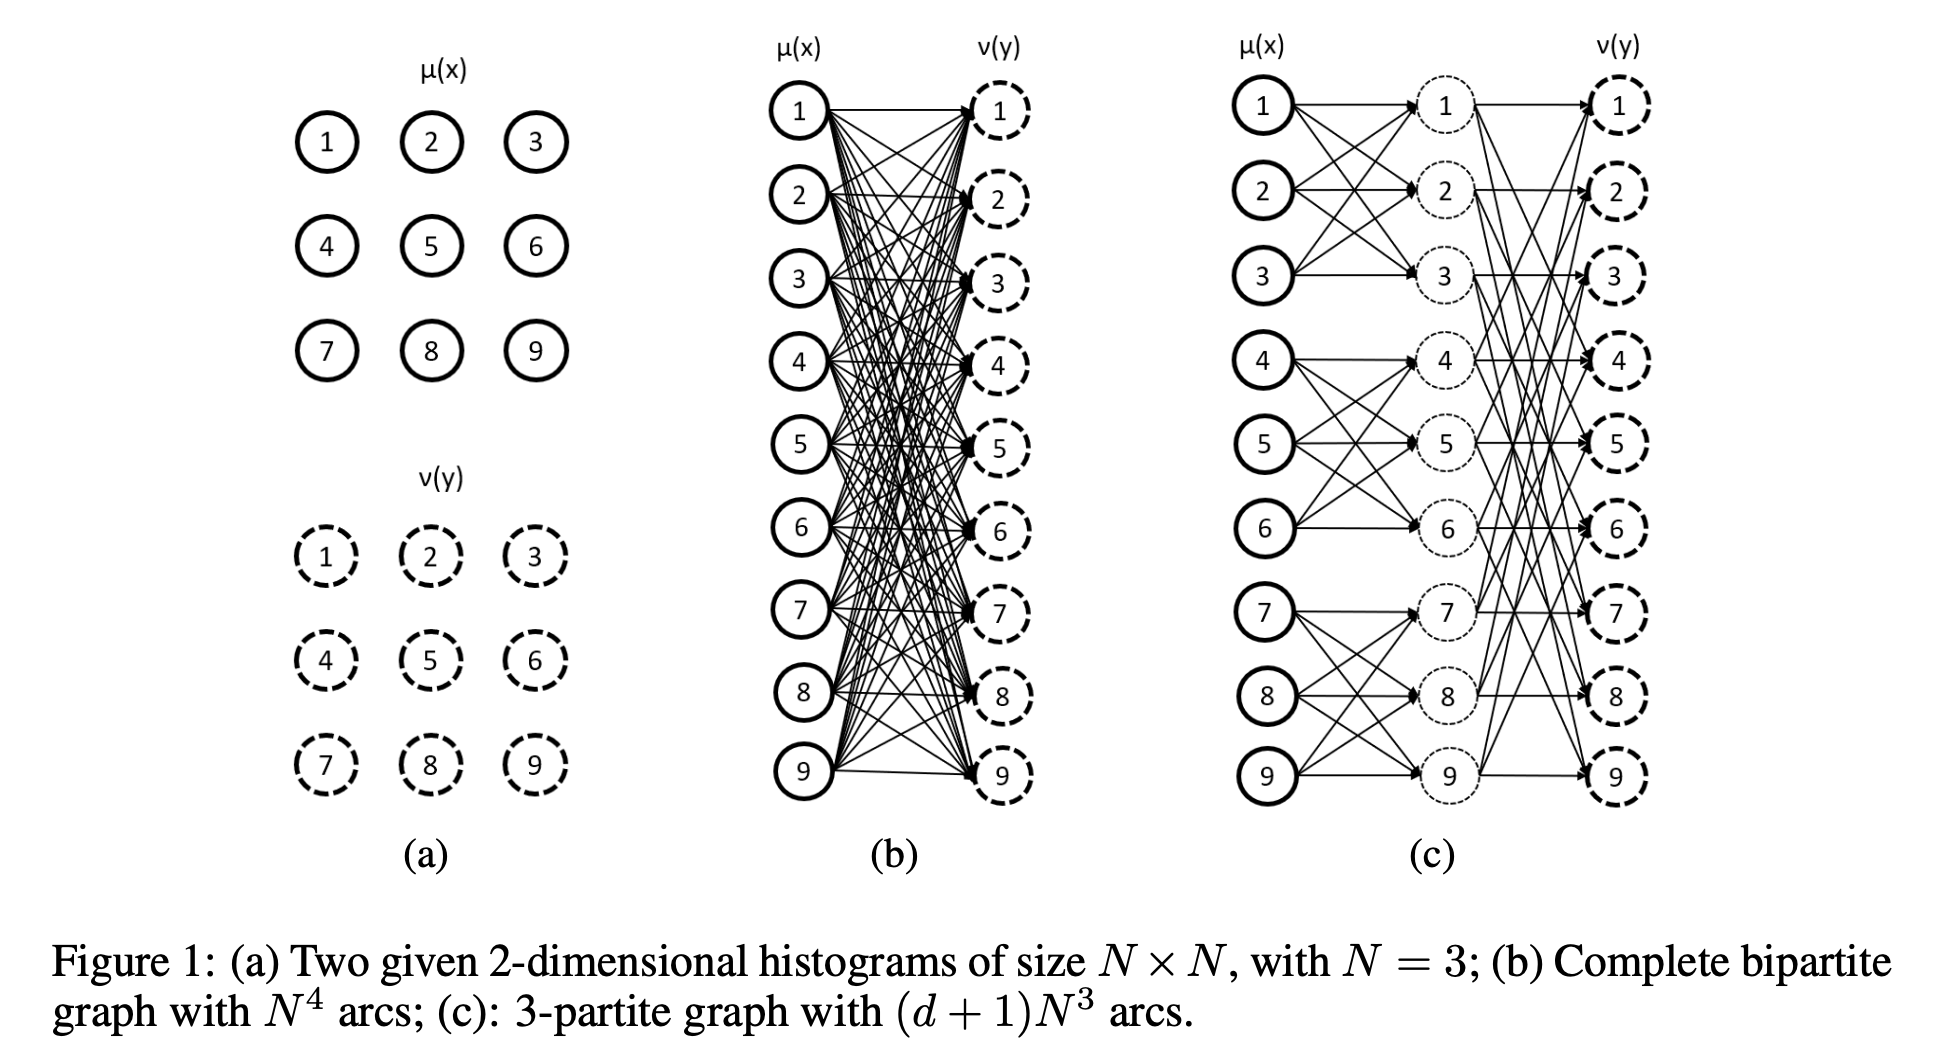 μ(x)
1 2 3
4 5 6
7 8 9
ν(y)
1 2 3
4 5 6
7 8 9
(a)
μ(x) ν(y)
1 1
2 2
3 3
4 4
5 5
6 6
7 7
8 8
9 9
(b)
μ(x) ν(y)
1 1 1
2 2 2
3 3 3
4 4 4
5 5 5
6 6 6
7 7 7
8 8 8
9 9 9
(c)
Figure 1: (a) Two given 2-dimensional histograms of size N × N, with N = 3; (b) Complete bipartite
graph with N⁴ arcs; (c): 3-partite graph with (d + 1)N³ arcs.